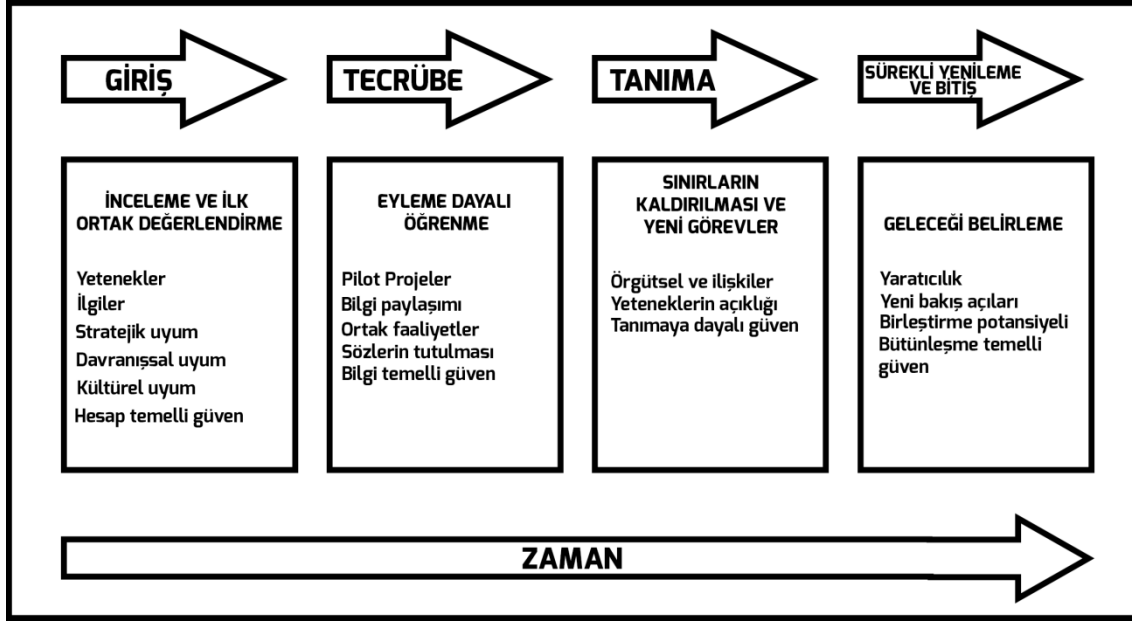 GİRİŞ
TECRÜBE
TANIMA
SÜREKLİ YENİLEME
VE BİTİŞ
İNCELEME VE İLK
ORTAK DEĞERLENDİRME
Yetenekler
İlgiler
Stratejik uyum
Davranışsal uyum
Kültürel uyum
Hesap temelli güven
EYLEME DAYALI
ÖĞRENME
Pilot Projeler
Bilgi paylaşımı
Ortak faaliyetler
Sözlerin tutulması
Bilgi temelli güven
SINIRLARIN
KALDIRILMASI VE
YENİ GÖREVLER
Örgütsel ve ilişkiler
Yeteneklerin açıklığı
Tanımaya dayalı güven
GELECEĞİ BELİRLEME
Yaratıcılık
Yeni bakış açıları
Birleştirme potansiyeli
Bütünleşme temelli
güven
ZAMAN